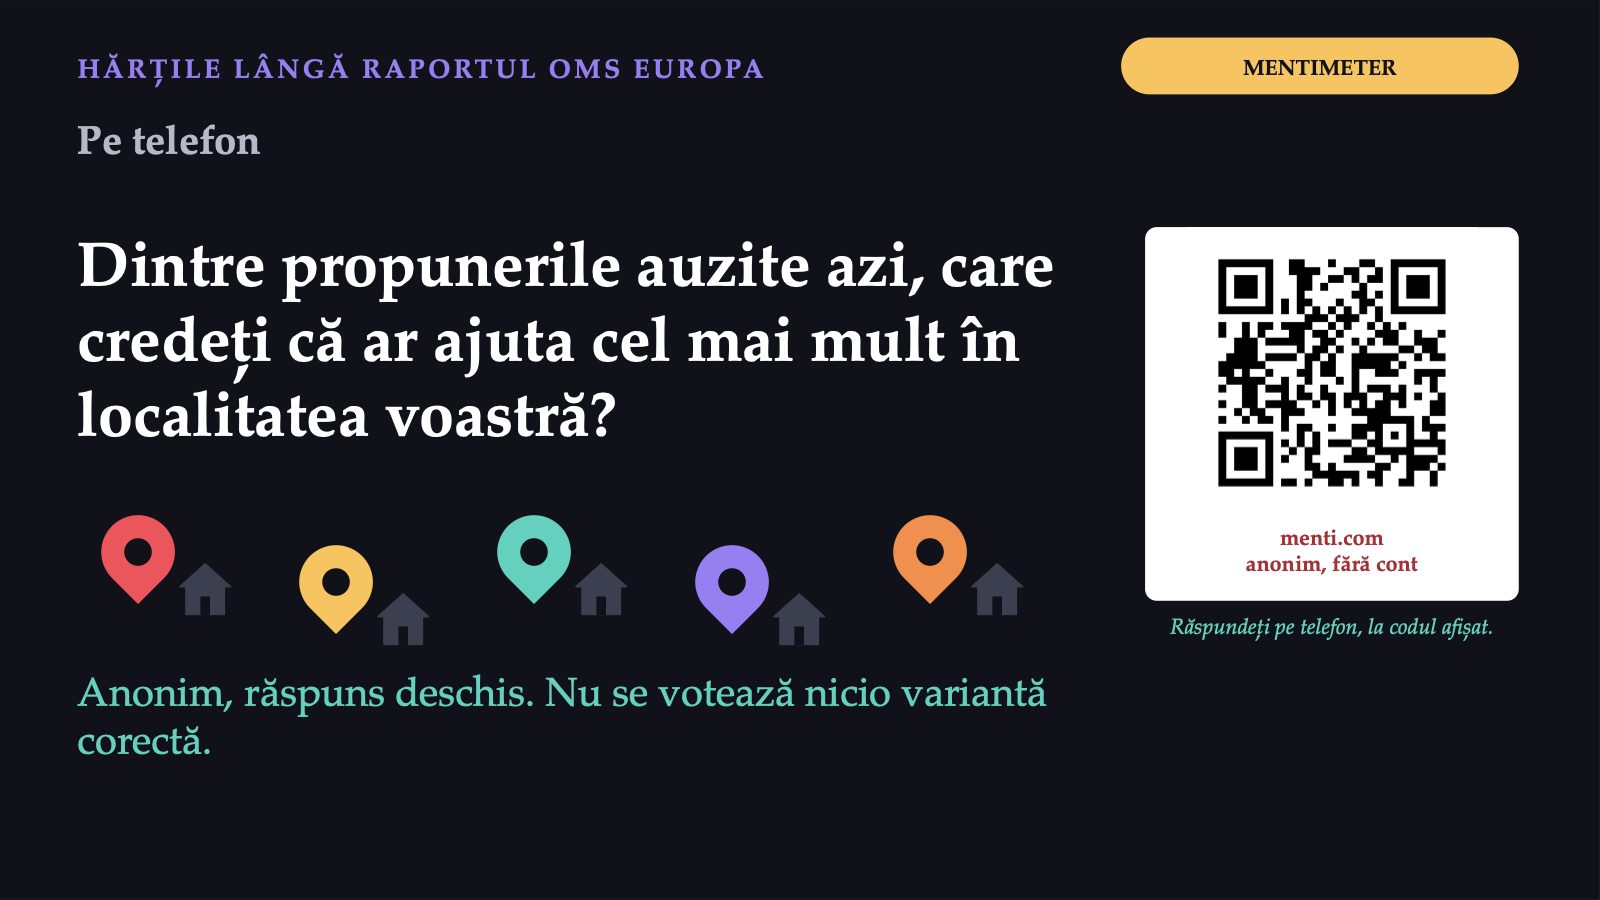 HĂRȚILE LÂNGĂ RAPORTUL OMS EUROPA
MENTIMETER
Pe telefon
Dintre propunerile auzite azi, care
credeți că ar ajuta cel mai mult în
localitatea voastră?
menti.com
anonim, fără cont
Răspundeți pe telefon, la codul afișat.
Anonim, răspuns deschis. Nu se votează nicio variantă
corectă.